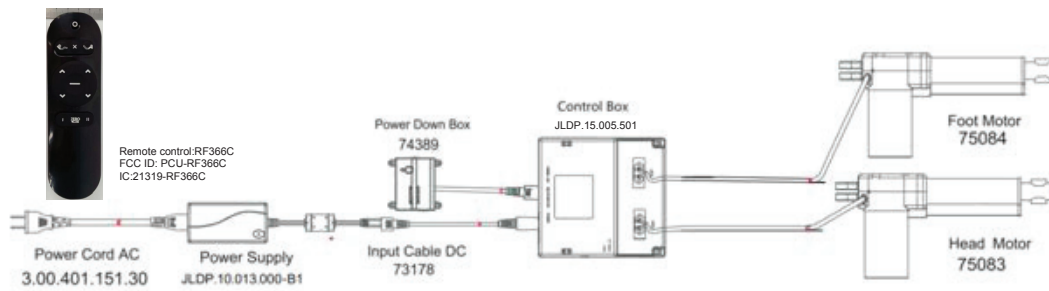 Remote control:RF366C
FCC ID: PCU-RF366C
IC:21319-RF366C
Power Cord AC
3.00.401.151.30
Power Supply
JLDP.10.013.000-B1
Power Down Box
74389
Input Cable DC
73178
Control Box
JLDP.15.005.501
Foot Motor
75084
Head Motor
75083